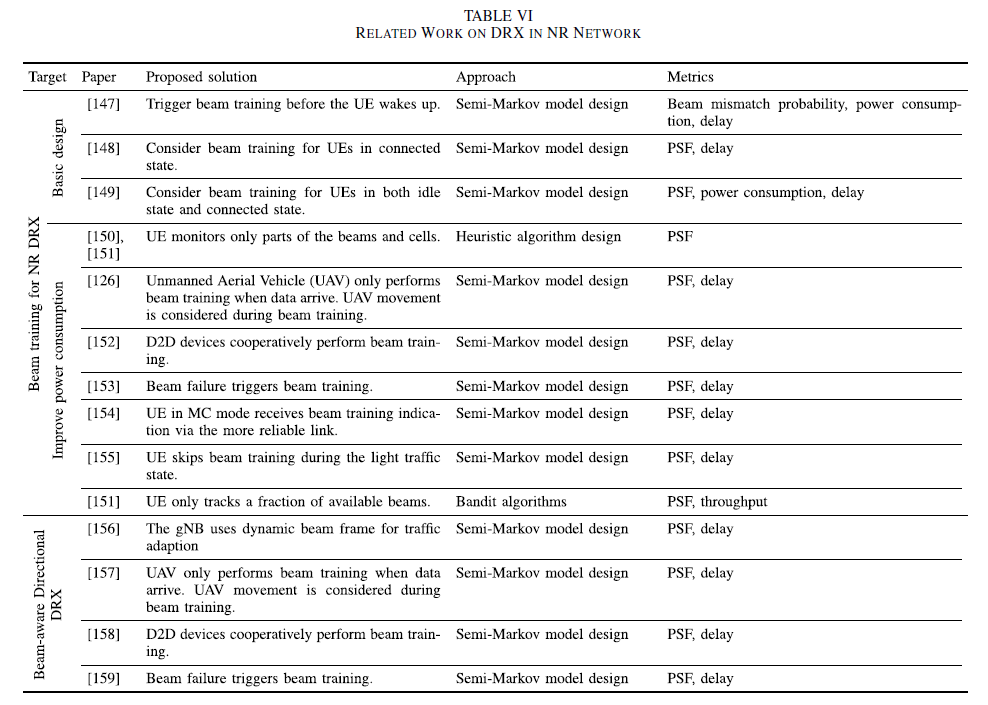 TABLE VI
RELATED WORK ON DRX IN NR NETWORK
Target Paper Proposed solution Approach Metrics
Beam training for NR DRX
Basic design
[147] Trigger beam training before the UE wakes up. Semi-Markov model design Beam mismatch probability, power consump-
tion, delay
[148] Consider beam training for UEs in connected Semi-Markov model design PSF, delay
state.
[149] Consider beam training for UEs in both idle Semi-Markov model design PSF, power consumption, delay
state and connected state.
Improve power consumption
[150], UE monitors only parts of the beams and cells. Heuristic algorithm design PSF
[151]
[126] Unmanned Aerial Vehicle (UAV) only performs Semi-Markov model design PSF, delay
beam training when data arrive. UAV movement
is considered during beam training.
[152] D2D devices cooperatively perform beam train- Semi-Markov model design PSF, delay
ing.
[153] Beam failure triggers beam training. Semi-Markov model design PSF, delay
[154] UE in MC mode receives beam training indica- Semi-Markov model design PSF, delay
tion via the more reliable link.
[155] UE skips beam training during the light traffic Semi-Markov model design PSF, delay
state.
[151] UE only tracks a fraction of available beams. Bandit algorithms PSF, throughput
Beam-aware Directional
DRX
[156] The gNB uses dynamic beam frame for traffic Semi-Markov model design PSF, delay
adaption
[157] UAV only performs beam training when data Semi-Markov model design PSF, delay
arrive. UAV movement is considered during
beam training.
[158] D2D devices cooperatively perform beam train- Semi-Markov model design PSF, delay
ing.
[159] Beam failure triggers beam training. Semi-Markov model design PSF, delay